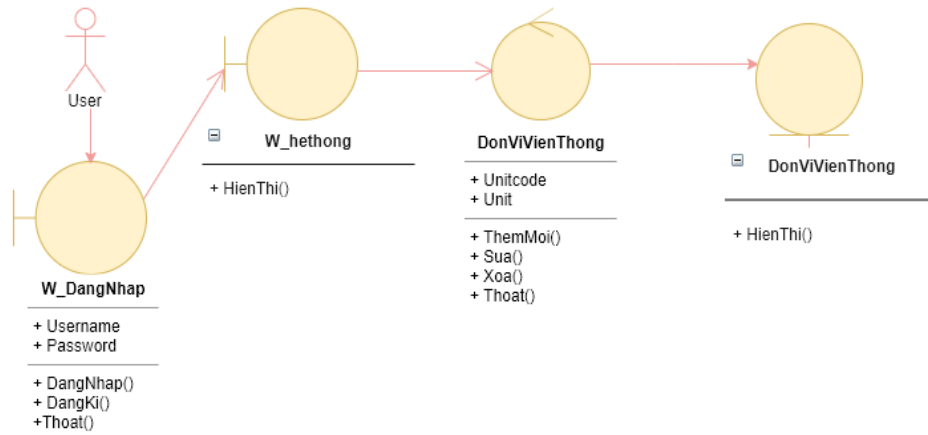 User
W_DangNhap
+ Username
+ Password
+ DangNhap()
+ DangKi()
+Thoat()
W_hethong
+ HienThi()
DonViVienThong
+ Unitcode
+ Unit
+ ThemMoi()
+ Sua()
+ Xoa()
+ Thoat()
DonViVienThong
+ HienThi()